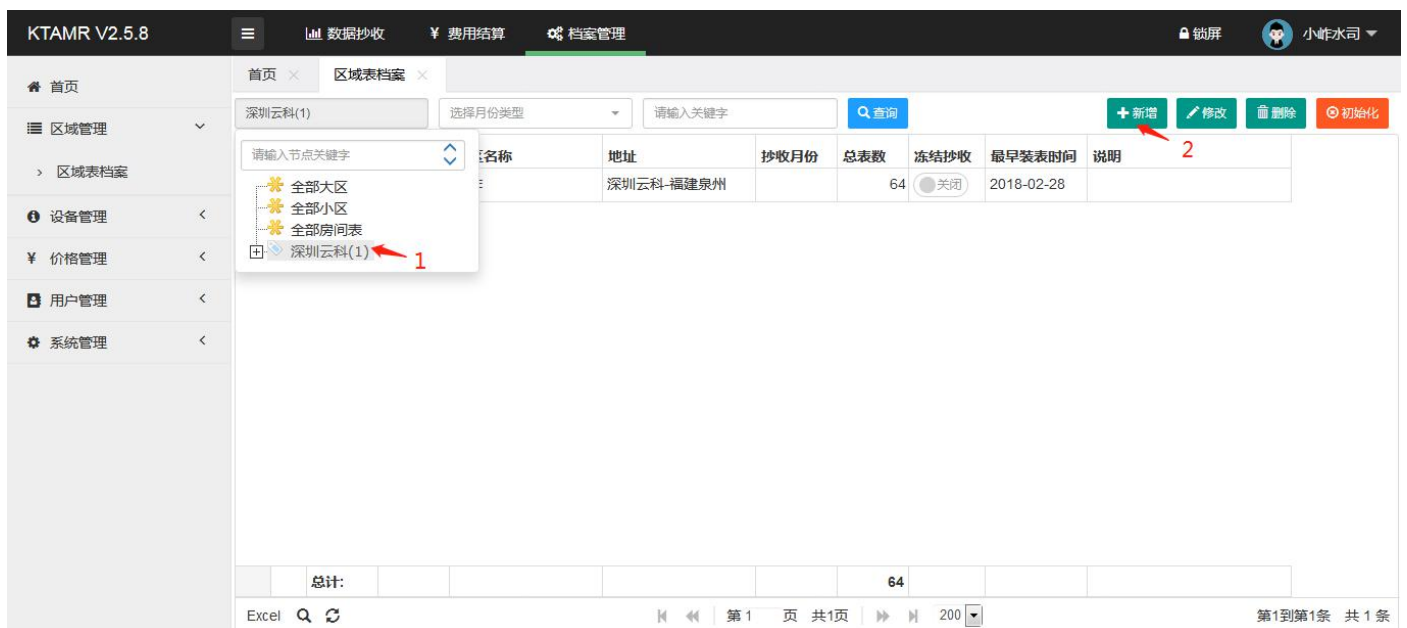 KTAMR V2.5.8 数据抄收 ¥ 费用结算 档案管理 锁屏 小岞水司
首页 首页 × 区域表档案 ×
深圳云科(1) 选择月份类型 请输入关键字 查询 新增 修改 删除 初始化
区域管理
区域表档案
设备管理
¥ 价格管理
用户管理
系统管理
请输入节点关键字
全部大区
全部小区
全部房间表
深圳云科(1) 1
2
名称 地址 抄收月份 总表数 冻结抄收 最早装表时间 说明
深圳云科-福建泉州 64 关闭 2018-02-28
总计: 64
Excel 第 1 页 共1页 200 第1到第1条 共 1 条